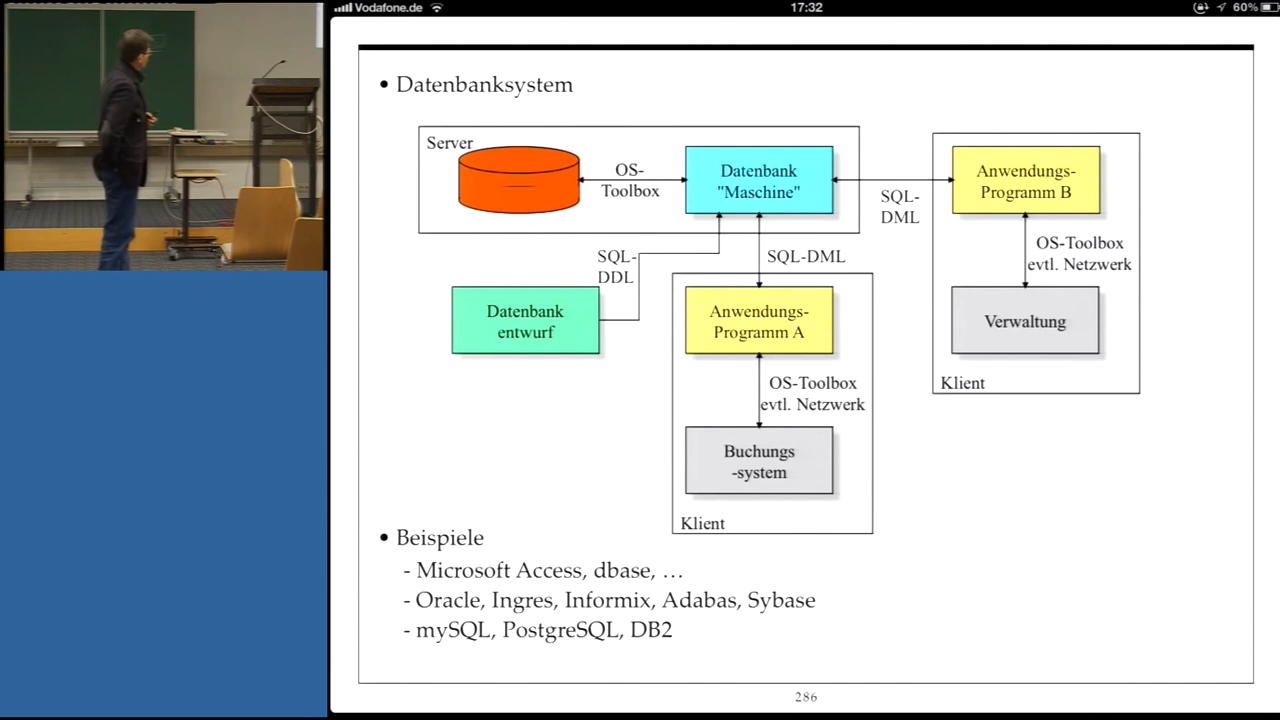 Vodafone.de
17:32
60%
• Datenbanksystem
Server
OS-
Toolbox
Datenbank
"Maschine"
SQL-
DML
Anwendungs-
Programm B
OS-Toolbox
evtl. Netzwerk
Verwaltung
Klient
SQL-
DDL
SQL-DML
Datenbank
entwurf
Anwendungs-
Programm A
OS-Toolbox
evtl. Netzwerk
Buchungs
-system
Klient
• Beispiele
- Microsoft Access, dbase, …
- Oracle, Ingres, Informix, Adabas, Sybase
- mySQL, PostgreSQL, DB2
286